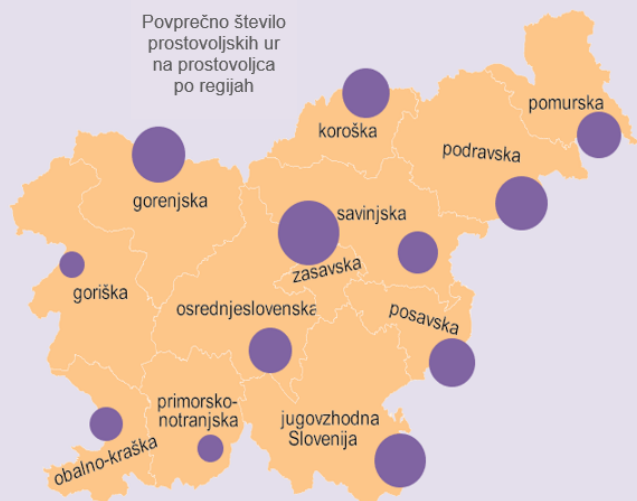 Povprečno število
prostovoljskih ur
na prostovoljca
po regijah
pomurska
koroška
podravska
gorenjska
savinjska
zasavska
goriška
osrednjeslovenska
posavska
primorsko-
notranjska
jugovzhodna
Slovenija
obalno-kraška